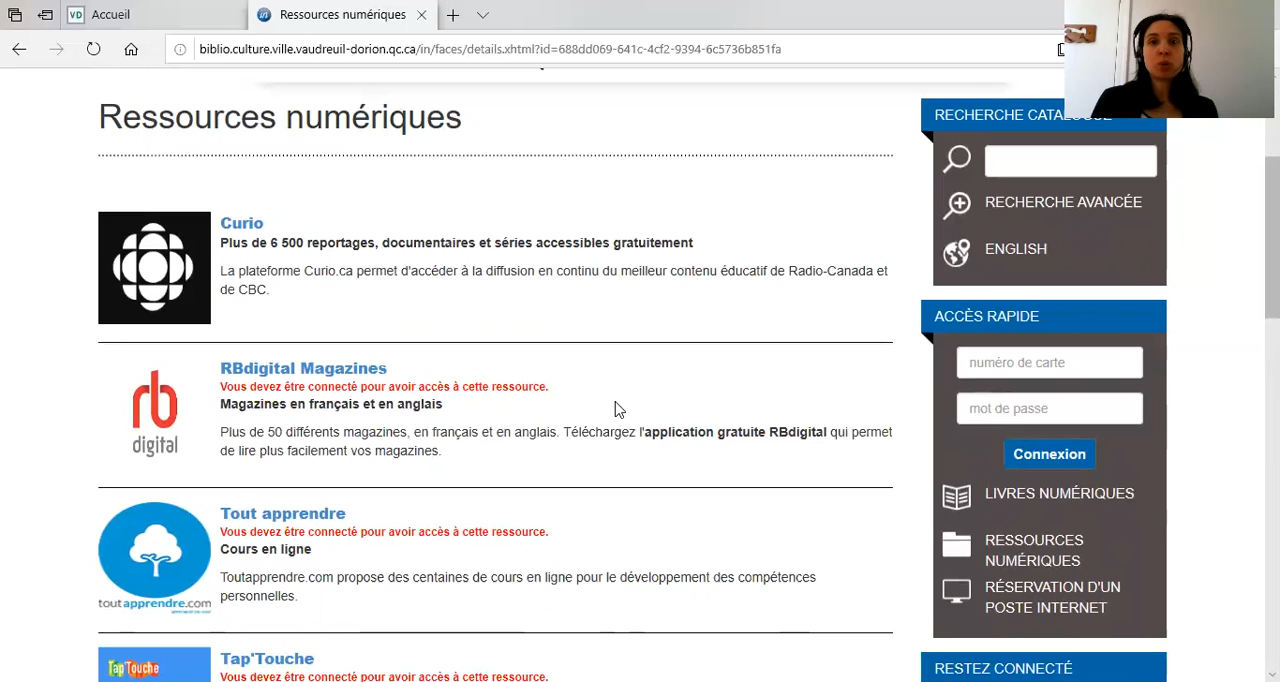 VD Accueil
in Ressources numériques
biblio.culture.ville.vaudreuil-dorion.qc.ca/in/faces/details.xhtml?id=688dd069-641c-4cf2-9394-6c5736b851fa
Ressources numériques
Curio
Plus de 6 500 reportages, documentaires et séries accessibles gratuitement
La plateforme Curio.ca permet d'accéder à la diffusion en continu du meilleur contenu éducatif de Radio-Canada et
de CBC.
rb
digital
RBdigital Magazines
Vous devez être connecté pour avoir accès à cette ressource.
Magazines en français et en anglais
Plus de 50 différents magazines, en français et en anglais. Téléchargez l'application gratuite RBdigital qui permet
de lire plus facilement vos magazines.
toutapprendre.com
Tout apprendre
Vous devez être connecté pour avoir accès à cette ressource.
Cours en ligne
Toutapprendre.com propose des centaines de cours en ligne pour le développement des compétences
personnelles.
Tap'Touche
Tap'Touche
Vous devez être connecté pour avoir accès à cette ressource.
RECHERCHE CATALOGUE
RECHERCHE AVANCÉE
ENGLISH
ACCÈS RAPIDE
numéro de carte
mot de passe
Connexion
LIVRES NUMÉRIQUES
RESSOURCES
NUMÉRIQUES
RÉSERVATION D'UN
POSTE INTERNET
RESTEZ CONNECTÉ